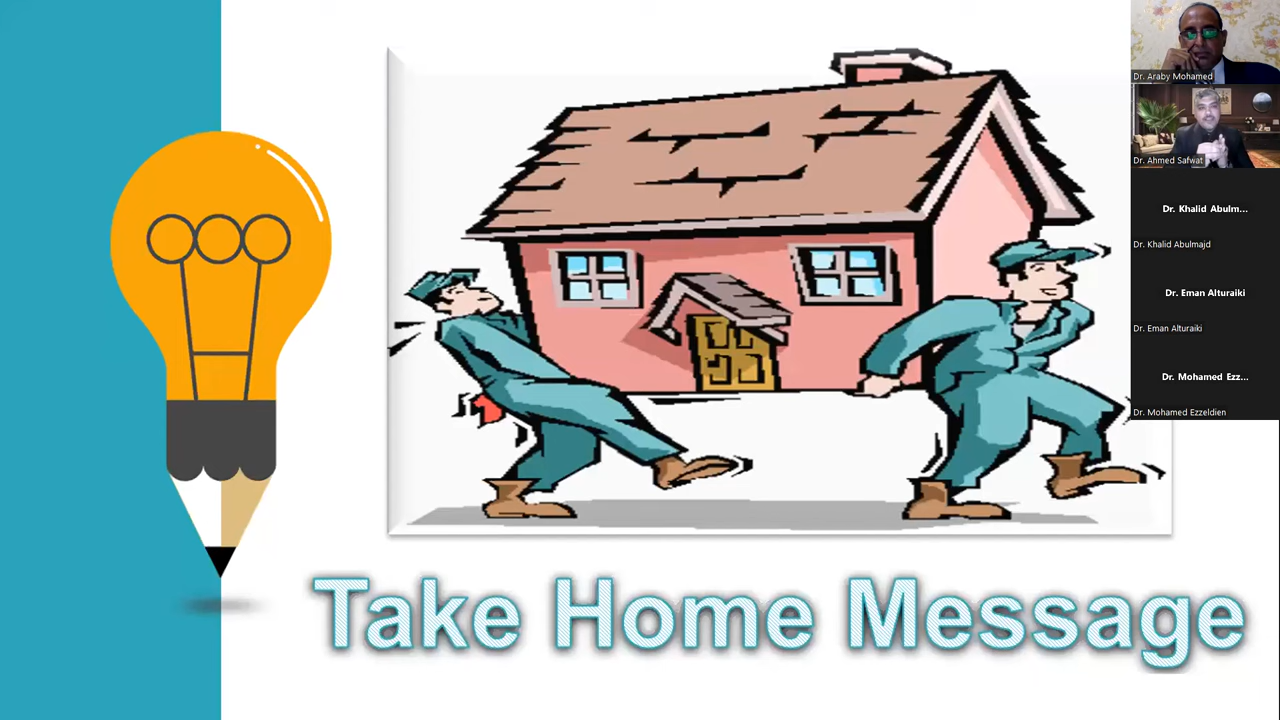 Dr. Araby Mohamed
Dr. Ahmed Safwat
Dr. Khalid Abulm...
Dr. Khalid Abulmajd
Dr. Eman Alturaiki
Dr. Eman Alturaiki
Dr. Mohamed Ezz...
Dr. Mohamed Ezzeldien
Take Home Message